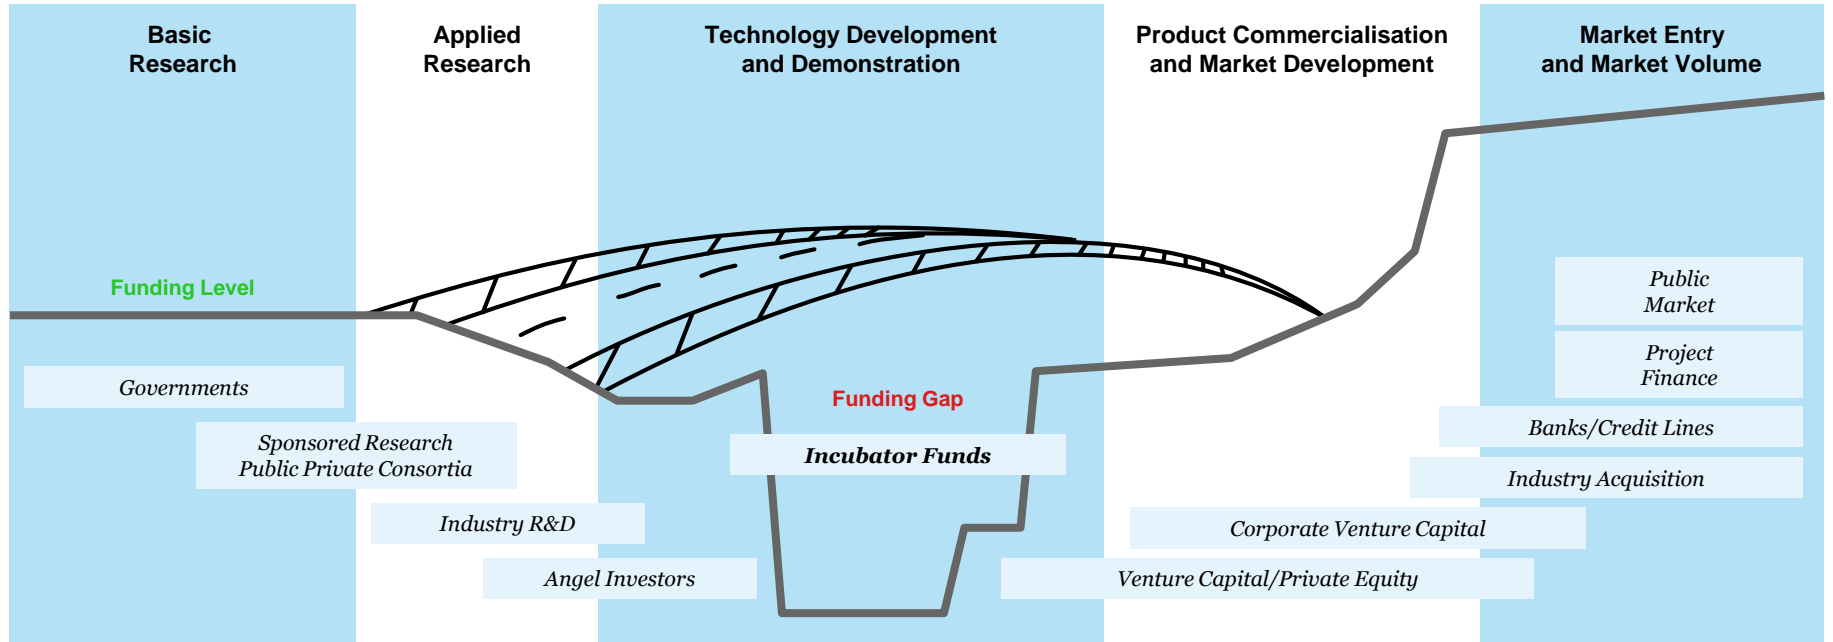 Basic
Research
Applied
Research
Technology Development
and Demonstration
Product Commercialisation
and Market Development
Market Entry
and Market Volume
Funding Level
Governments
Sponsored Research
Public Private Consortia
Industry R&D
Angel Investors
Funding Gap
Incubator Funds
Venture Capital/Private Equity
Corporate Venture Capital
Industry Acquisition
Banks/Credit Lines
Project
Finance
Public
Market